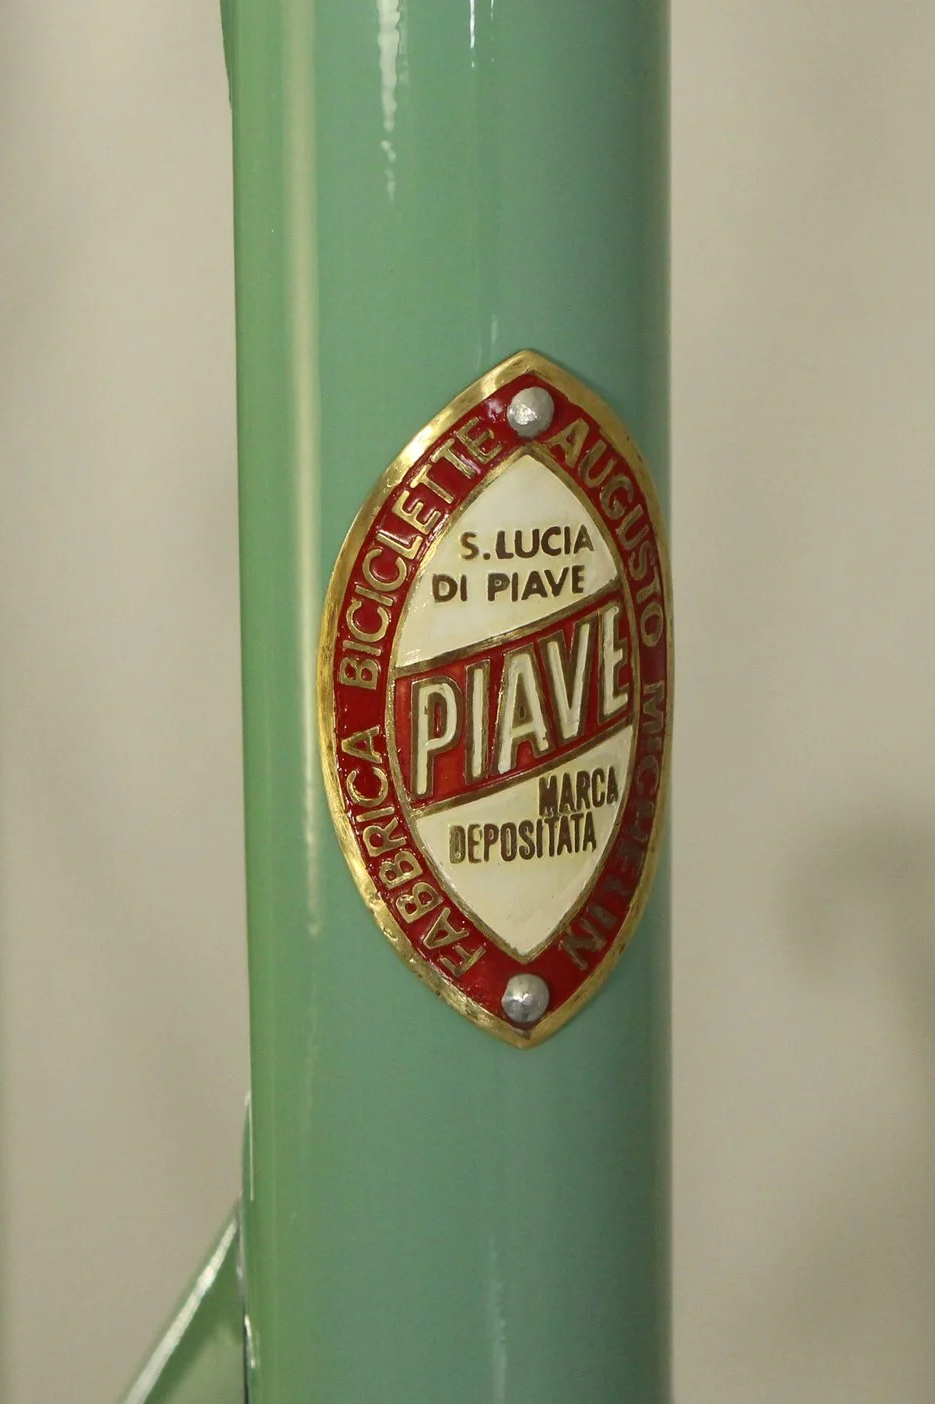 FABBRICA BICICLETTE AUGUSTO
S.LUCIA
DI PIAVE
PIAVE
MARCA
DEPOSITATA